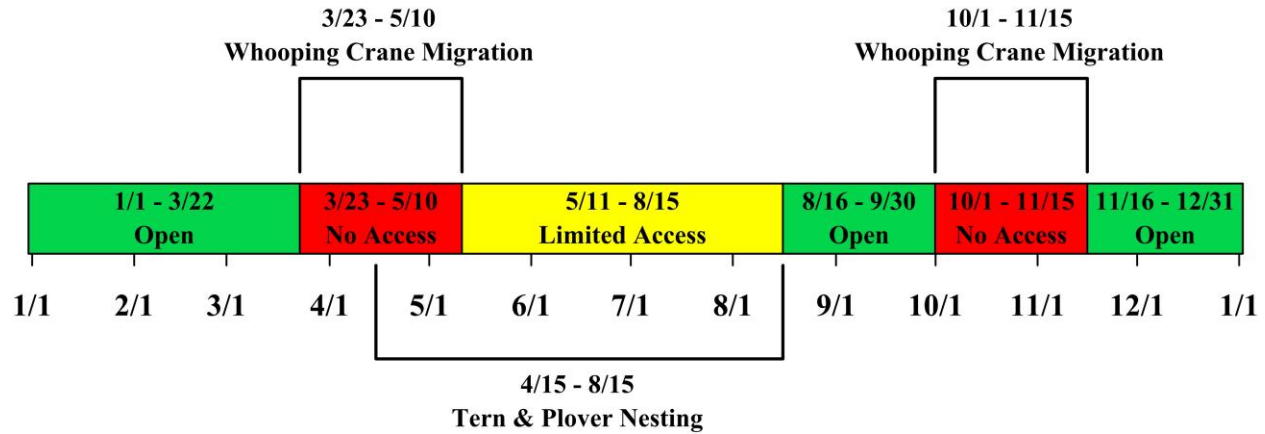 3/23 - 5/10
Whooping Crane Migration
10/1 - 11/15
Whooping Crane Migration
1/1 - 3/22
Open
3/23 - 5/10
No Access
5/11 - 8/15
Limited Access
8/16 - 9/30
Open
10/1 - 11/15
No Access
11/16 - 12/31
Open
1/1 2/1 3/1 4/1 5/1 6/1 7/1 8/1 9/1 10/1 11/1 12/1 1/1
4/15 - 8/15
Tern & Plover Nesting